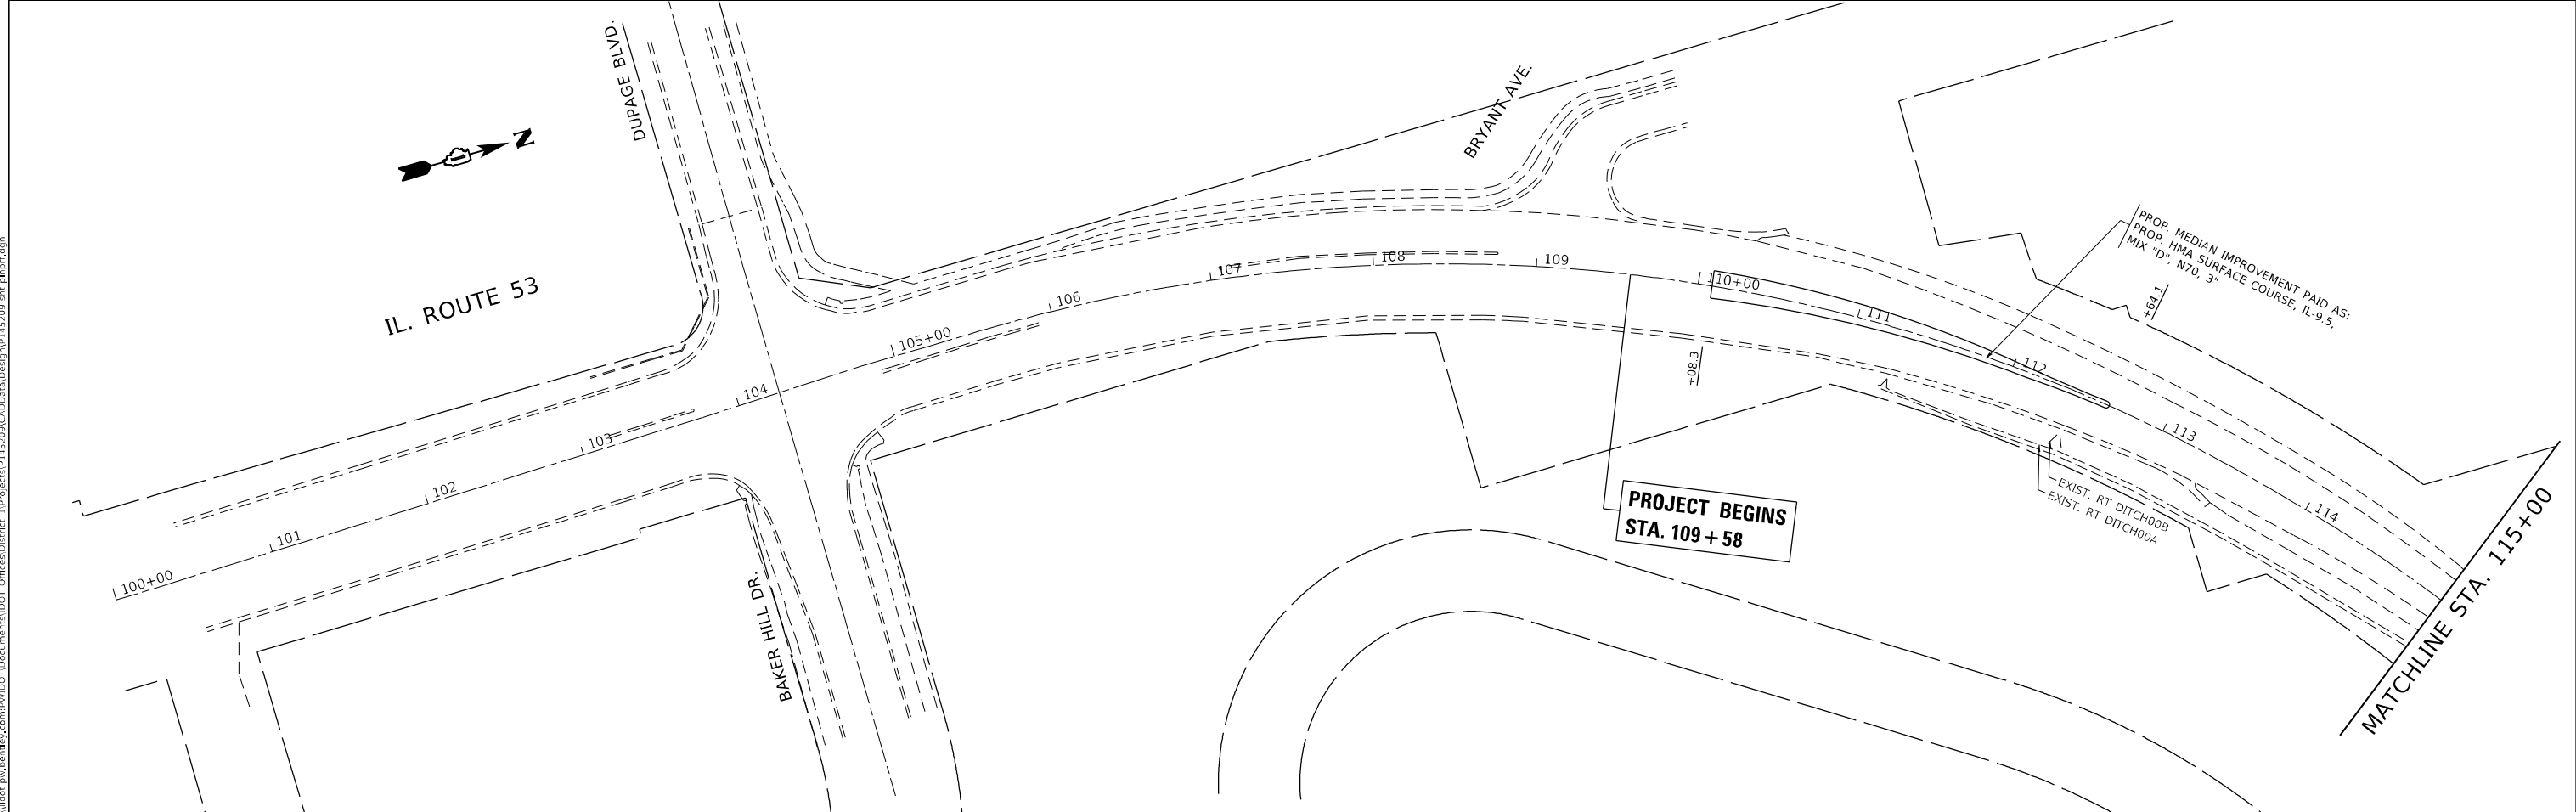 DUPAGE BLVD.
N
IL. ROUTE 53
BRYANT AVE.
PROP. MEDIAN IMPROVEMENT PAID AS:
PROP. HMA SURFACE COURSE, IL-9.5,
MIX "D", N70, 3"
+64.1
100+00
101
102
103
104
105+00
106
107
108
109
110+00
111
112
113
114
+08.3
PROJECT BEGINS
STA. 109+58
EXIST. RT DITCH00B
EXIST. RT DITCH00A
BAKER HILL DR.
MATCHLINE STA. 115+00